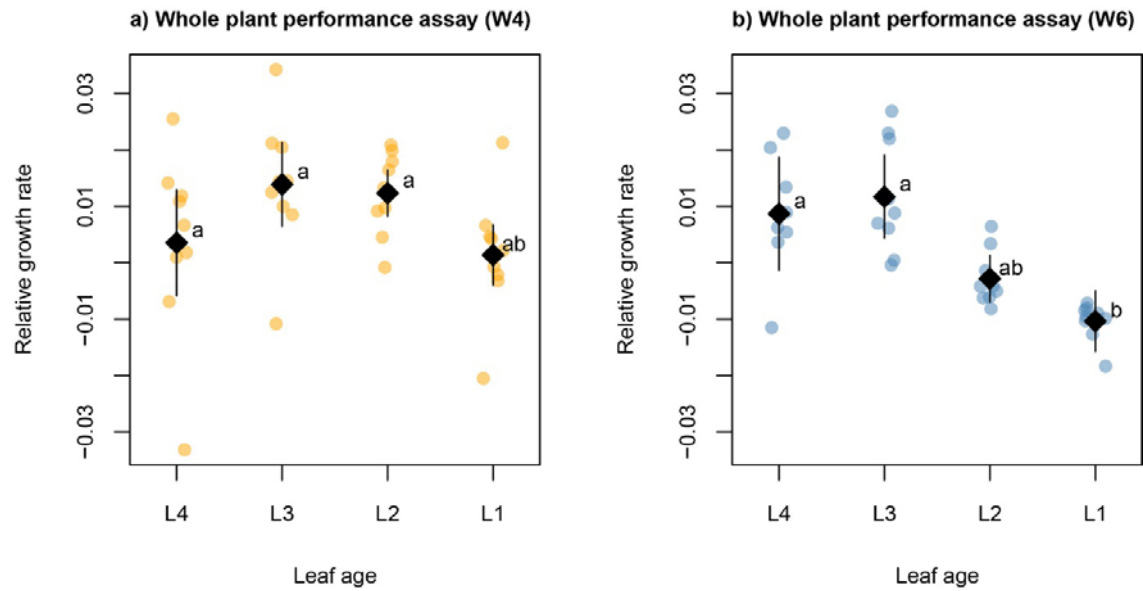 a) Whole plant performance assay (W4)
Relative growth rate
0.03
0.01
−0.01
−0.03
a
a
a
ab
L4 L3 L2 L1
Leaf age
b) Whole plant performance assay (W6)
Relative growth rate
0.03
0.01
−0.01
−0.03
a
a
ab
b
L4 L3 L2 L1
Leaf age